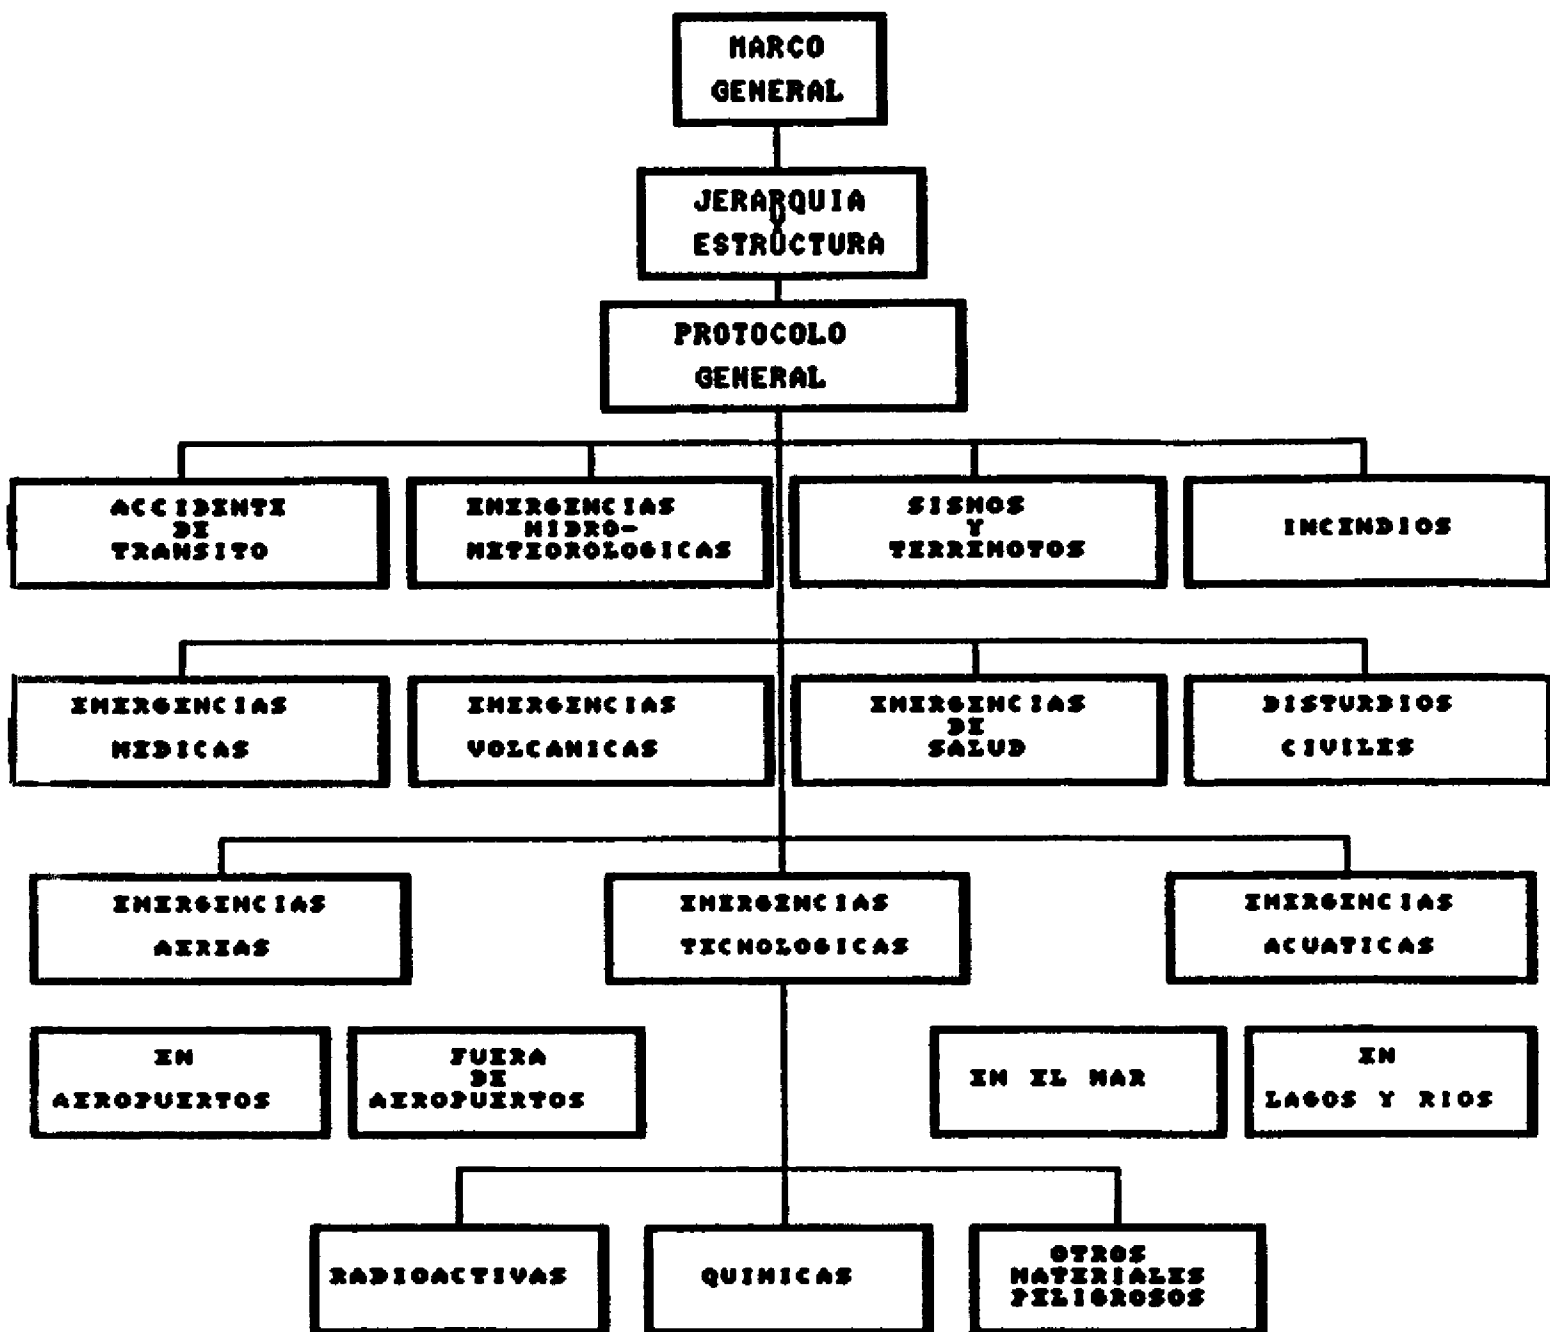 MARCO
GENERAL
JERARQUIA
Y
ESTRUCTURA
PROTOCOLO
GENERAL
ACCIDENTE
DE
TRANSITO
EMERGENCIAS
HIDRO-
METEOROLOGICAS
SISMOS
Y
TERREMOTOS
INCENDIOS
EMERGENCIAS
MEDICAS
EMERGENCIAS
VOLCANICAS
EMERGENCIAS
DE
SALUD
DISTURBIOS
CIVILES
EMERGENCIAS
AEREAS
EMERGENCIAS
TECNOLOGICAS
EMERGENCIAS
ACUATICAS
EN
AEROPUERTOS
FUERA
DE
AEROPUERTOS
EN EL MAR
EN
LAGOS Y RIOS
RADIOACTIVAS
QUIMICAS
OTROS
MATERIALES
PELIGROSOS